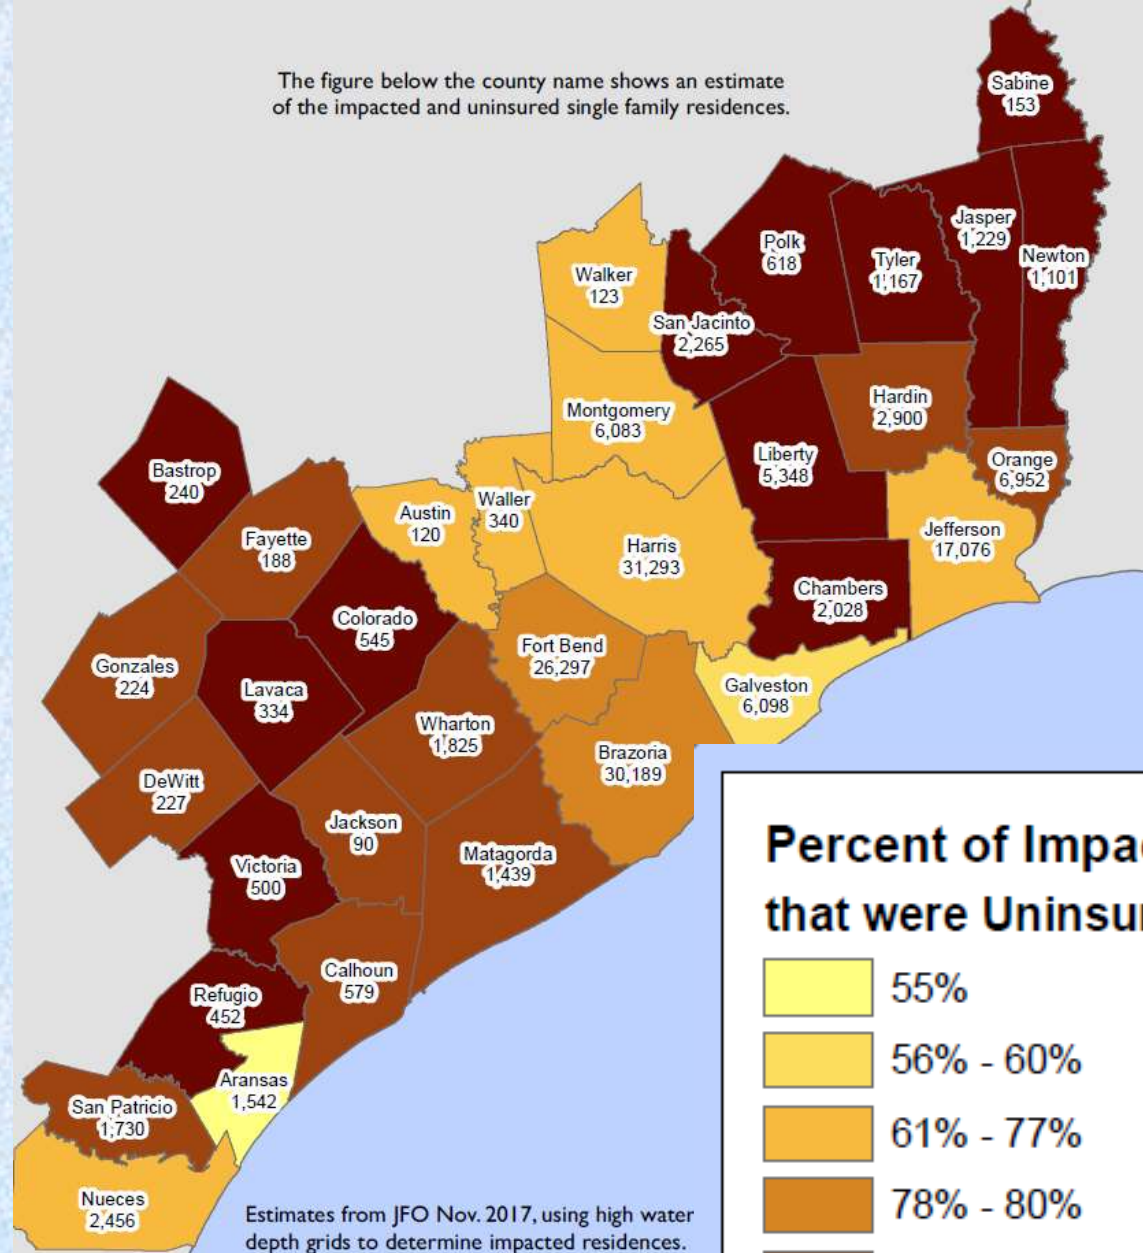 The figure below the county name shows an estimate
of the impacted and uninsured single family residences.
Sabine
153
Jasper
1,229
Newton
1,101
Polk
618
Tyler
1,167
Walker
123
San Jacinto
2,265
Hardin
2,900
Montgomery
6,083
Liberty
5,348
Orange
6,952
Bastrop
240
Waller
340
Austin
120
Jefferson
17,076
Fayette
188
Harris
31,293
Chambers
2,028
Colorado
545
Fort Bend
26,297
Gonzales
224
Lavaca
334
Galveston
6,098
Wharton
1,825
Brazoria
30,189
DeWitt
227
Jackson
90
Matagorda
1,439
Victoria
500
Calhoun
579
Refugio
452
Aransas
1,542
San Patricio
1,730
Nueces
2,456
Percent of
that were
55%
56% - 60%
61% - 77%
78% - 80%
Estimates from JFO Nov. 2017, using high water
depth grids to determine impacted residences.